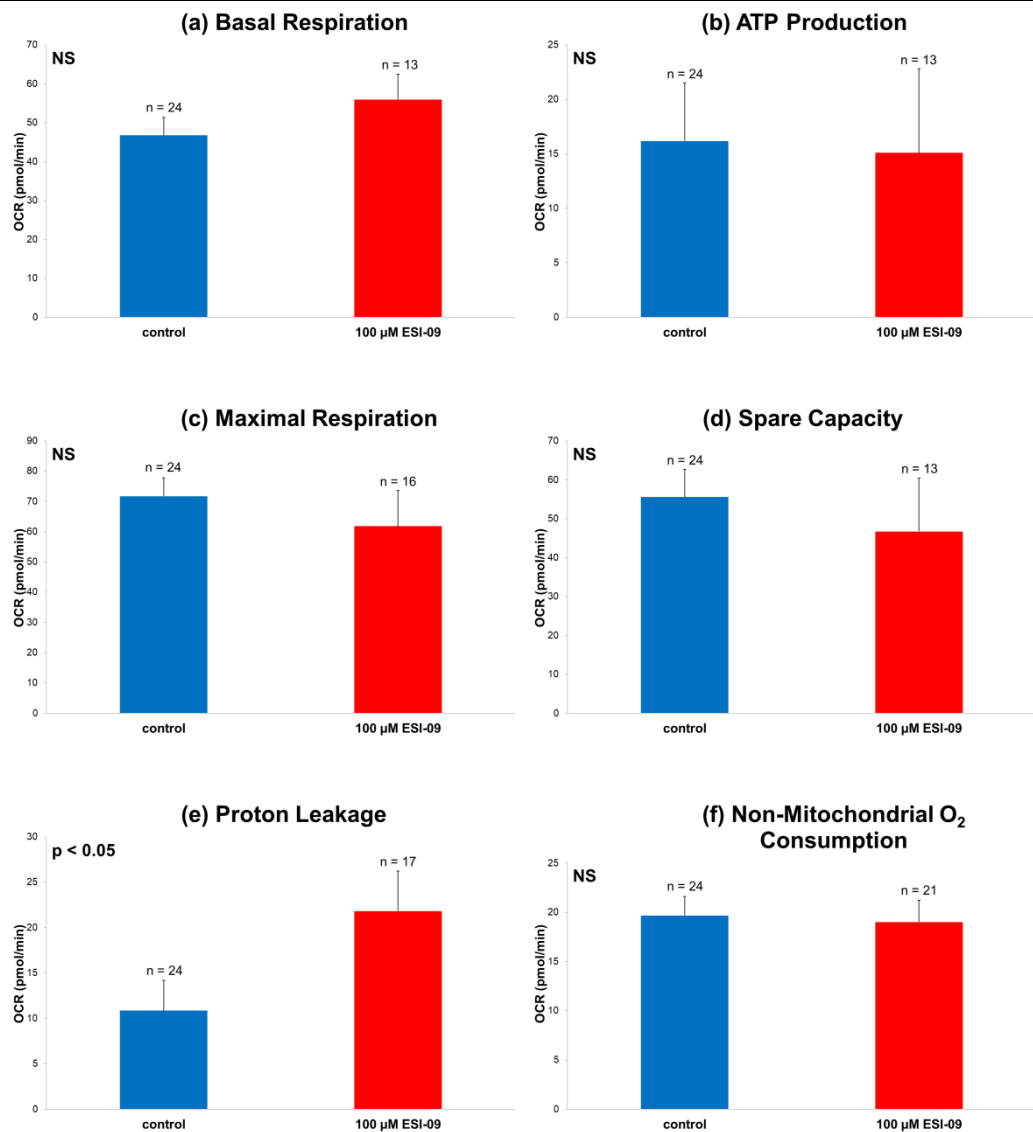 (a) Basal Respiration
NS
OCR (pmol/min)
70
60
50
40
30
20
10
0
n = 24
n = 13
control
100 µM ESI-09
(b) ATP Production
NS
OCR (pmol/min)
25
20
15
10
5
0
n = 24
n = 13
control
100 µM ESI-09
(c) Maximal Respiration
NS
OCR (pmol/min)
90
80
70
60
50
40
30
20
10
0
n = 24
n = 16
control
100 µM ESI-09
(d) Spare Capacity
NS
OCR (pmol/min)
70
60
50
40
30
20
10
0
n = 24
n = 13
control
100 µM ESI-09
(e) Proton Leakage
p < 0.05
OCR (pmol/min)
30
25
20
15
10
5
0
n = 24
n = 17
control
100 µM ESI-09
(f) Non-Mitochondrial O₂
Consumption
NS
OCR (pmol/min)
25
20
15
10
5
0
n = 24
n = 21
control
100 µM ESI-09